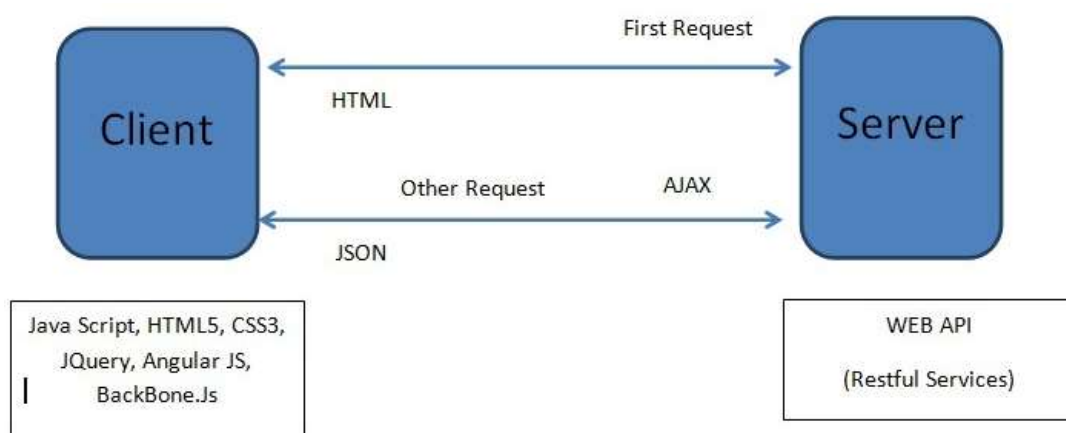 First Request
Client
Server
HTML
Other Request
AJAX
JSON
Java Script, HTML5, CSS3,
JQuery, Angular JS,
BackBone.Js
WEB API
(Restful Services)